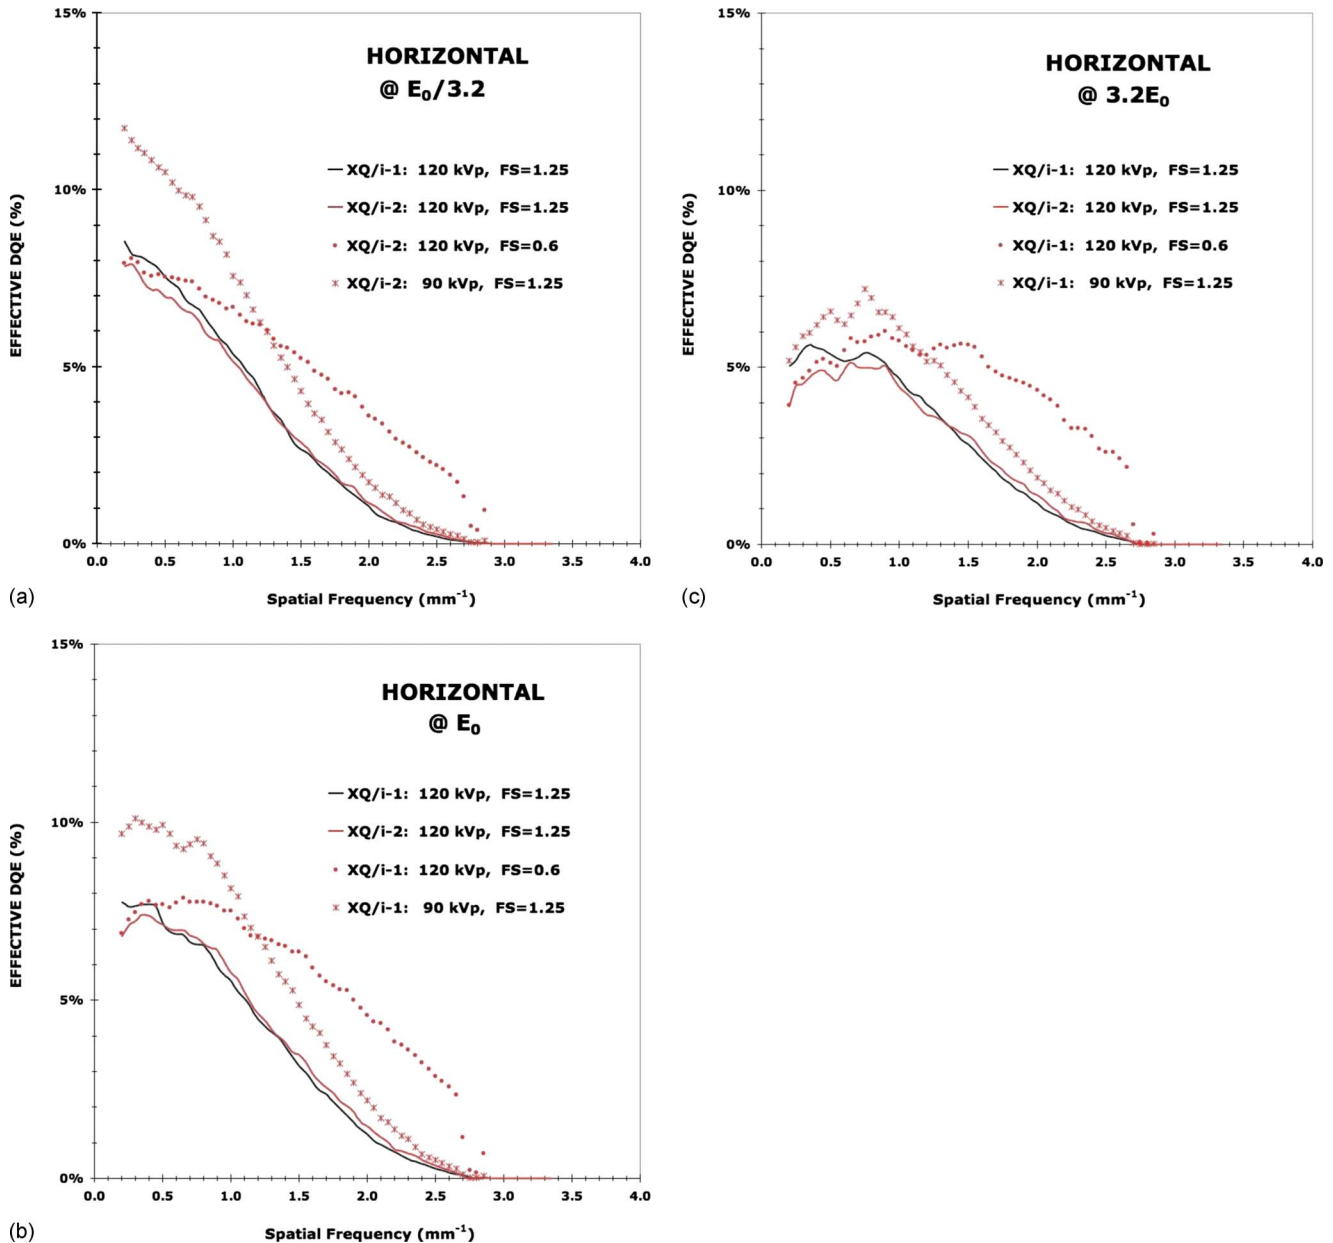 15%
10%
5%
0%
EFFECTIVE DQE (%)
HORIZONTAL
@ E₀/3.2
XQ/i-1: 120 kVp, FS=1.25
XQ/i-2: 120 kVp, FS=1.25
XQ/i-2: 120 kVp, FS=0.6
XQ/i-2: 90 kVp, FS=1.25
0.0 0.5 1.0 1.5 2.0 2.5 3.0 3.5 4.0
Spatial Frequency (mm⁻¹)
(a)
15%
10%
5%
0%
EFFECTIVE DQE (%)
HORIZONTAL
@ 3.2E₀
XQ/i-1: 120 kVp, FS=1.25
XQ/i-2: 120 kVp, FS=1.25
XQ/i-1: 120 kVp, FS=0.6
XQ/i-1: 90 kVp, FS=1.25
0.0 0.5 1.0 1.5 2.0 2.5 3.0 3.5 4.0
Spatial Frequency (mm⁻¹)
(c)
15%
10%
5%
0%
EFFECTIVE DQE (%)
HORIZONTAL
@ E₀
XQ/i-1: 120 kVp, FS=1.25
XQ/i-2: 120 kVp, FS=1.25
XQ/i-1: 120 kVp, FS=0.6
XQ/i-1: 90 kVp, FS=1.25
0.0 0.5 1.0 1.5 2.0 2.5 3.0 3.5 4.0
Spatial Frequency (mm⁻¹)
(b)